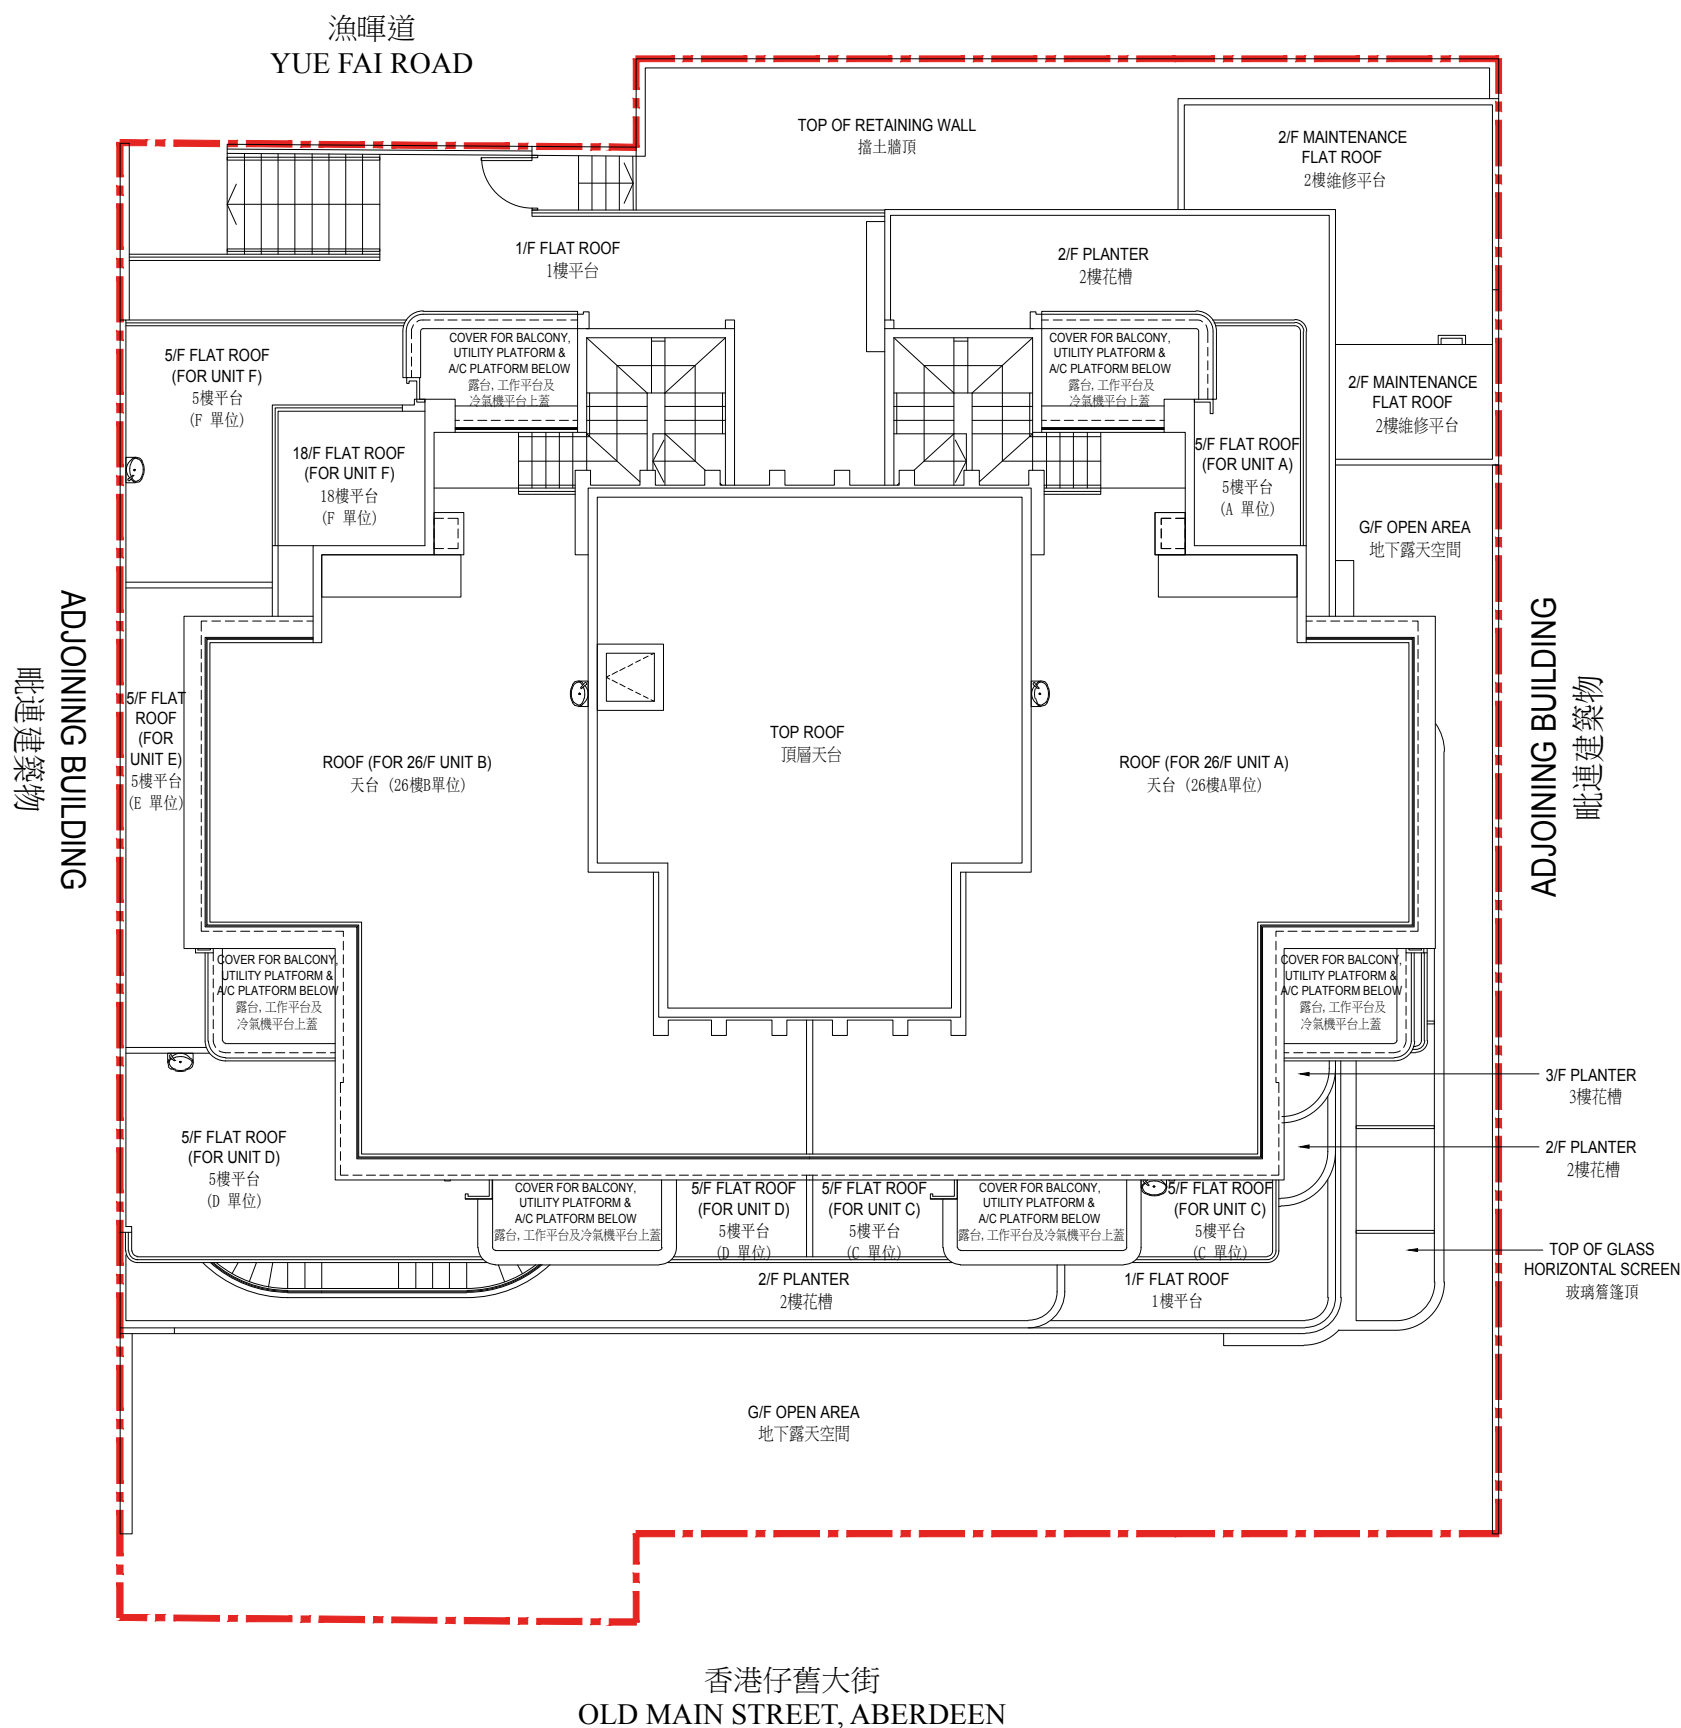 漁暉道
YUE FAI ROAD
TOP OF RETAINING WALL
擋土牆頂
2/F MAINTENANCE
FLAT ROOF
2樓維修平台
1/F FLAT ROOF
1樓平台
2/F PLANTER
2樓花槽
5/F FLAT ROOF
(FOR UNIT F)
5樓平台
(F 單位)
COVER FOR BALCONY,
UTILITY PLATFORM &
A/C PLATFORM BELOW
露台,工作平台及
冷氣機平台上蓋
COVER FOR BALCONY,
UTILITY PLATFORM &
A/C PLATFORM BELOW
露台,工作平台及
冷氣機平台上蓋
2/F MAINTENANCE
FLAT ROOF
2樓維修平台
18/F FLAT ROOF
(FOR UNIT F)
18樓平台
(F 單位)
5/F FLAT ROOF
(FOR UNIT A)
5樓平台
(A 單位)
G/F OPEN AREA
地下露天空間
ADJOINING BUILDING
毗連建築物
ADJOINING BUILDING
毗連建築物
5/F FLAT
ROOF
(FOR
UNIT E)
5樓平台
(E 單位)
ROOF (FOR 26/F UNIT B)
天台 (26樓B單位)
TOP ROOF
頂層天台
ROOF (FOR 26/F UNIT A)
天台 (26樓A單位)
COVER FOR BALCONY,
UTILITY PLATFORM &
A/C PLATFORM BELOW
露台,工作平台及
冷氣機平台上蓋
COVER FOR BALCONY,
UTILITY PLATFORM &
A/C PLATFORM BELOW
露台,工作平台及
冷氣機平台上蓋
3/F PLANTER
3樓花槽
2/F PLANTER
2樓花槽
5/F FLAT ROOF
(FOR UNIT D)
5樓平台
(D 單位)
COVER FOR BALCONY,
UTILITY PLATFORM &
A/C PLATFORM BELOW
露台,工作平台及冷氣機平台上蓋
5/F FLAT ROOF
(FOR UNIT D)
5樓平台
(D 單位)
5/F FLAT ROOF
(FOR UNIT C)
5樓平台
(C 單位)
COVER FOR BALCONY,
UTILITY PLATFORM &
A/C PLATFORM BELOW
露台,工作平台及冷氣機平台上蓋
5/F FLAT ROOF
(FOR UNIT C)
5樓平台
(C 單位)
TOP OF GLASS
HORIZONTAL SCREEN
玻璃簷篷頂
2/F PLANTER
2樓花槽
1/F FLAT ROOF
1樓平台
G/F OPEN AREA
地下露天空間
香港仔舊大街
OLD MAIN STREET, ABERDEEN